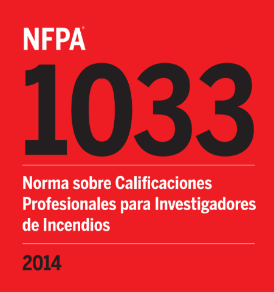 NFPA®
1033
Norma sobre Calificaciones
Profesionales para Investigadores
de Incendios
2014